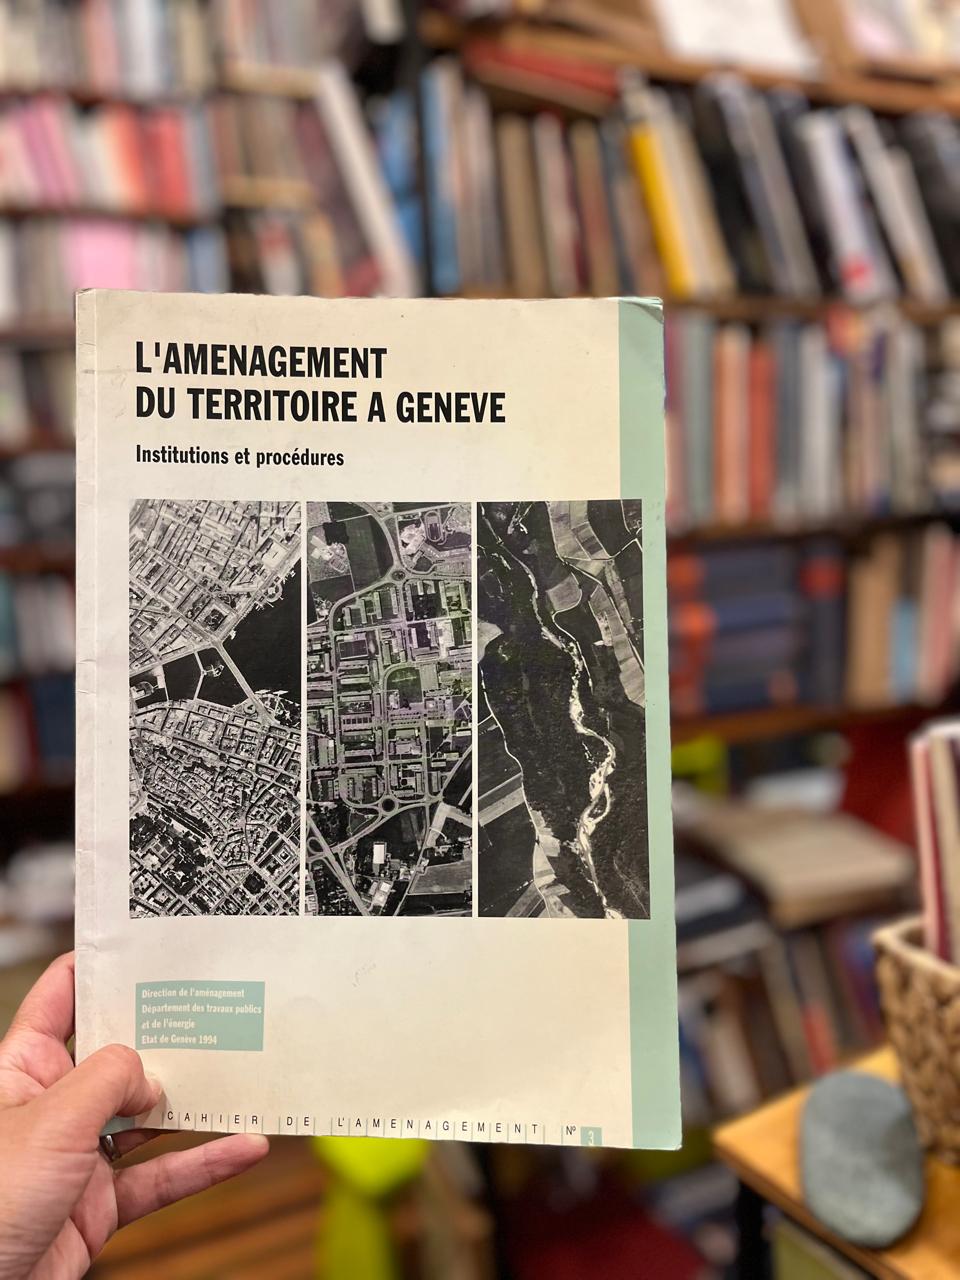 L'AMENAGEMENT
DU TERRITOIRE A GENEVE
Institutions et procédures
Direction de l'aménagement
Département des travaux publics
et de l'énergie
Etat de Genève 1994
CAHIER DE L'AMENAGEMENT Nº 3